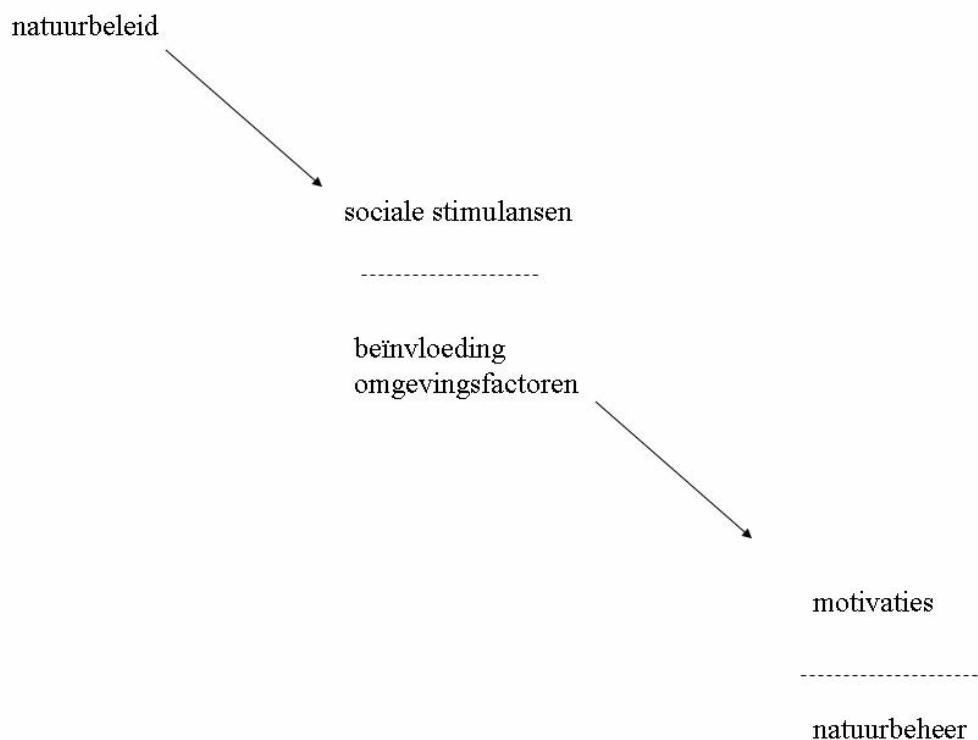 natuurbeleid
sociale stimulansen
---------------------
beïnvloeding
omgevingsfactoren
motivaties
---------------------
natuurbeheer